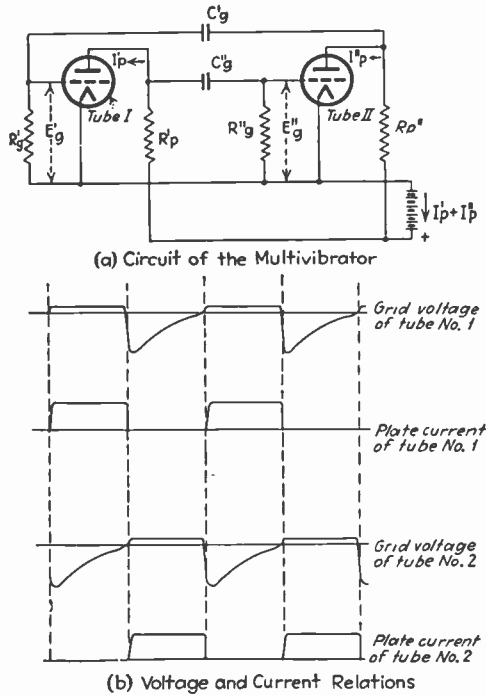 C'g
I'p
C"g
I"p
Tube I
E'g
R'g
R'p
R"g
E"g
Tube II
Rp"
I'p + I"p
+
(a) Circuit of the Multivibrator
Grid voltage
of tube No. 1
Plate current
of tube No. 1
Grid voltage
of tube No. 2
Plate current
of tube No. 2
(b) Voltage and Current Relations